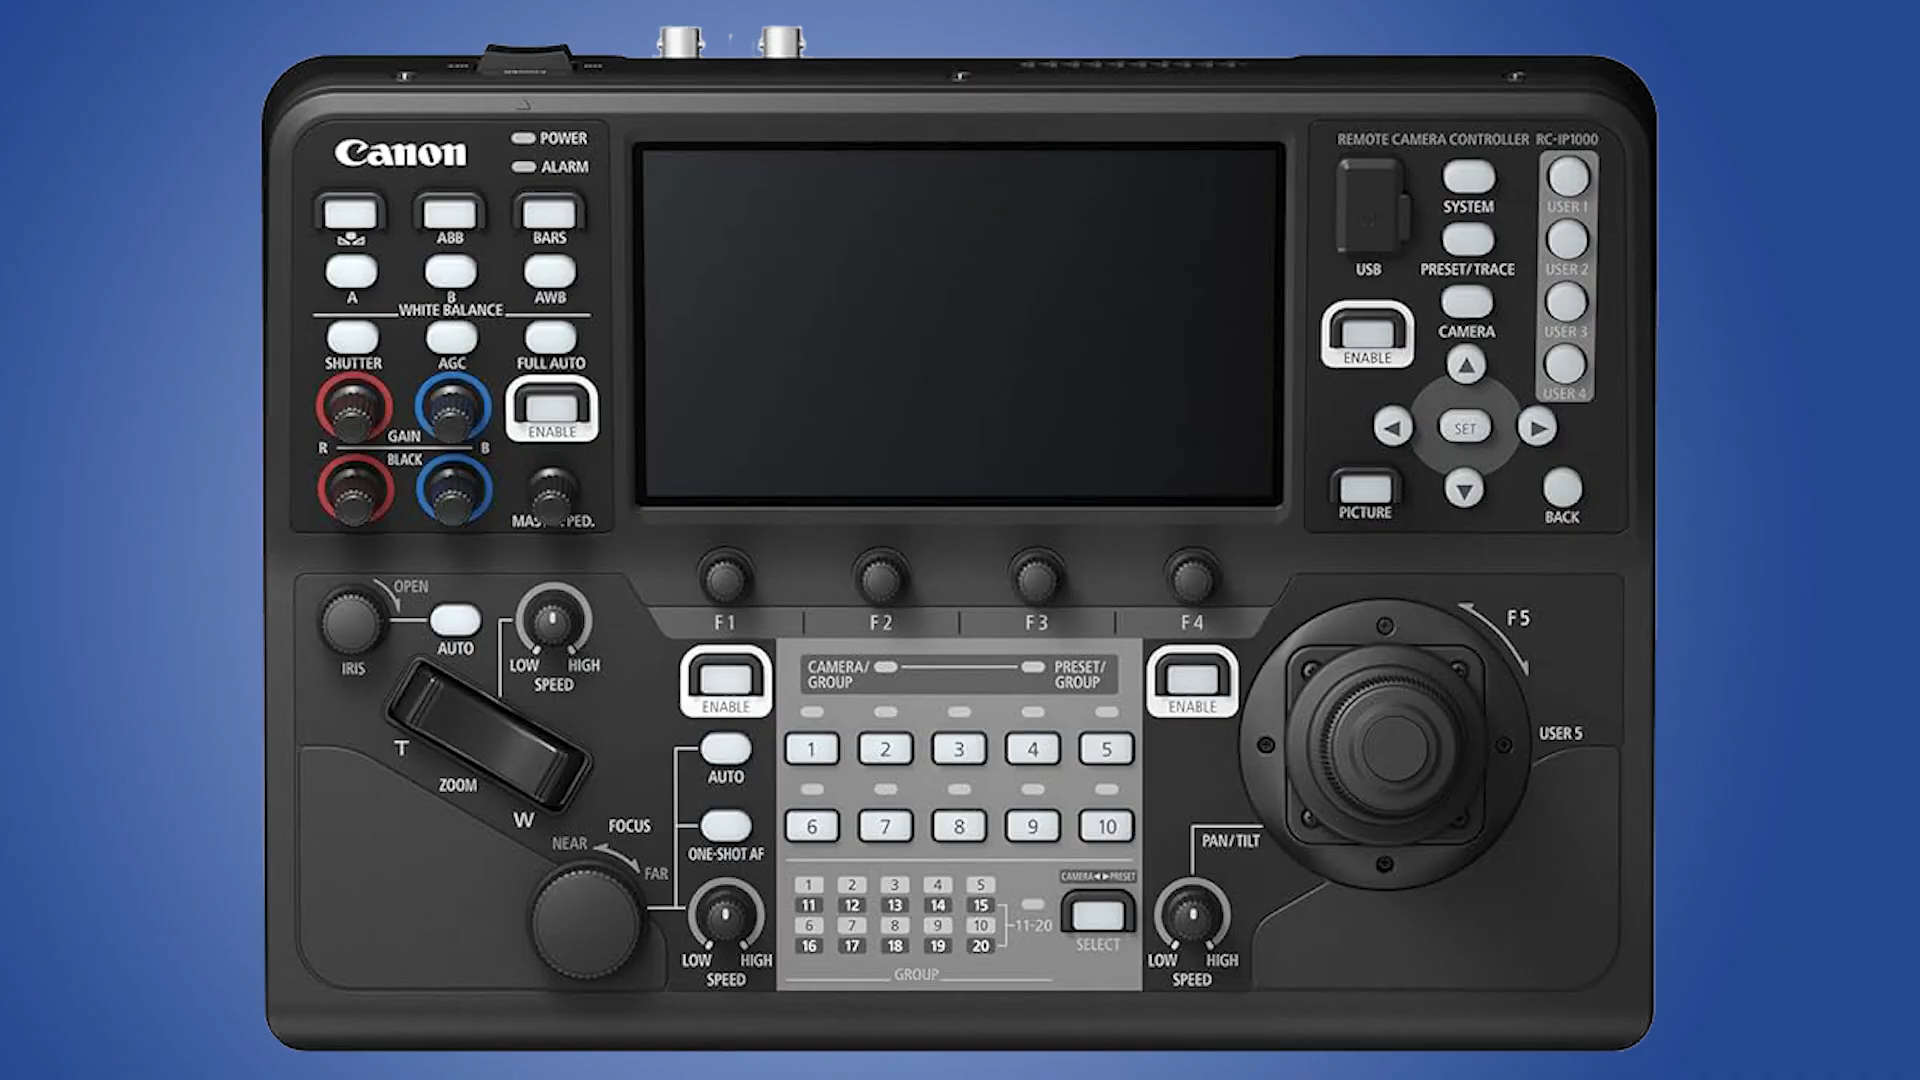 Canon
POWER
ALARM
ABB
BARS
A
B
AWB
WHITE BALANCE
SHUTTER
AGC
FULL AUTO
GAIN
R
B
BLACK
ENABLE
REMOTE CAMERA CONTROLLER RC-IP1000
USB
SYSTEM
PRESET/TRACE
CAMERA
USER 1
USER 2
USER 3
USER 4
ENABLE
SET
PICTURE
BACK
F1
F2
F3
F4
F5
OPEN
IRIS
AUTO
LOW HIGH
SPEED
T
ZOOM
W
FOCUS
NEAR
FAR
ENABLE
AUTO
ONE-SHOT AF
LOW HIGH
SPEED
CAMERA/
GROUP
PRESET/
GROUP
1 2 3 4 5
6 7 8 9 10
1 2 3 4 5
11 12 13 14 15
6 7 8 9 10
16 17 18 19 20
11-20
GROUP
CAMERA◀▶PRESET
SELECT
ENABLE
PAN/TILT
LOW HIGH
SPEED
USER 5